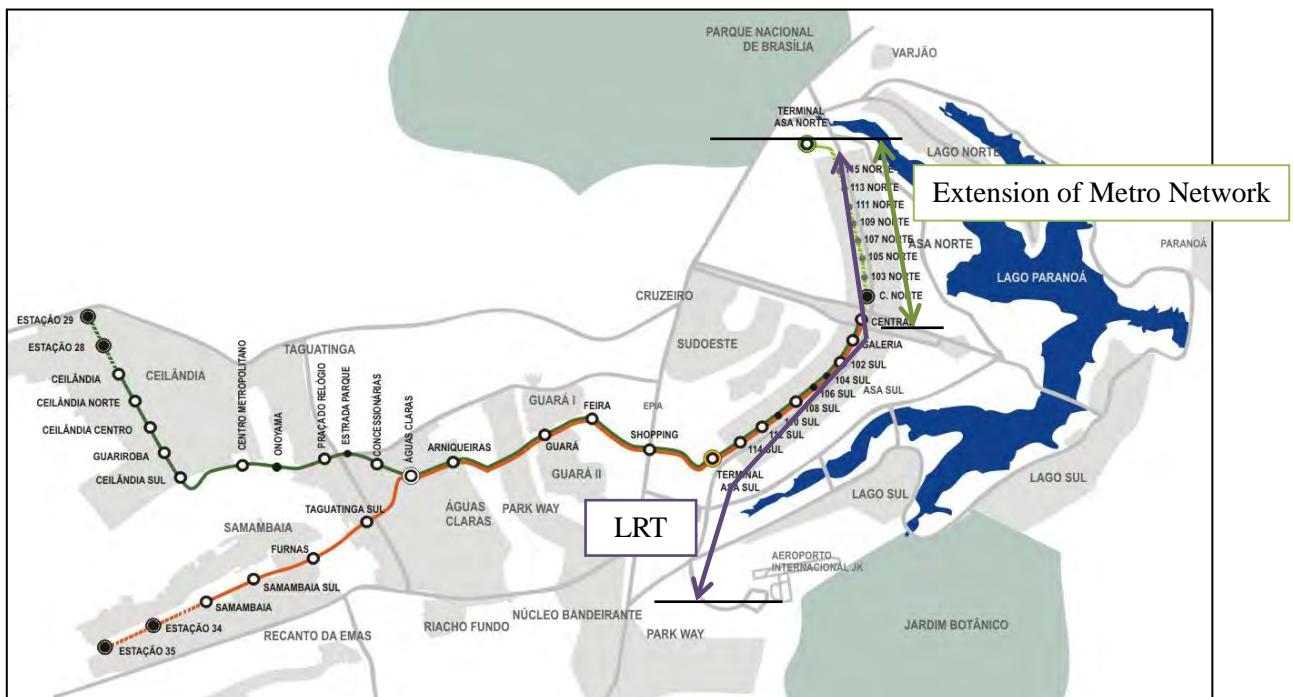 PARQUE NACIONAL
DE BRASÍLIA
VARJÃO
TERMINAL
ASA NORTE
LAGO NORTE
115 NORTE
113 NORTE
111 NORTE
109 NORTE
107 NORTE
105 NORTE
103 NORTE
C. NORTE
ASA NORTE
Extension of Metro Network
PARANOÁ
LAGO PARANOÁ
CRUZEIRO
CENTRAL
GALERIA
SUDOESTE
102 SUL
104 SUL
106 SUL
108 SUL
110 SUL
112 SUL
114 SUL
ASA SUL
TERMINAL
ASA SUL
ESTAÇÃO 29
ESTAÇÃO 28
CEILÂNDIA
CEILÂNDIA
CEILÂNDIA NORTE
CEILÂNDIA CENTRO
GUARIROBA
CEILÂNDIA SUL
TAGUATINGA
CENTRO METROPOLITANO
ONOYAMA
PRAÇA DO RELÓGIO
ESTRADA PARQUE
CONCESSIONÁRIAS
ÁGUAS CLARAS
ARNIQUEIRAS
GUARÁ I
GUARÁ
GUARÁ II
FEIRA
EPIA
SHOPPING
LAGO SUL
LAGO SUL
ÁGUAS
CLARAS
PARK WAY
LRT
TAGUATINGA SUL
SAMAMBAIA
FURNAS
SAMAMBAIA SUL
SAMAMBAIA
ESTAÇÃO 34
ESTAÇÃO 35
RECANTO DA EMAS
RIACHO FUNDO
NÚCLEO BANDEIRANTE
PARK WAY
AEROPORTO
INTERNACIONAL JK
JARDIM BOTÂNICO